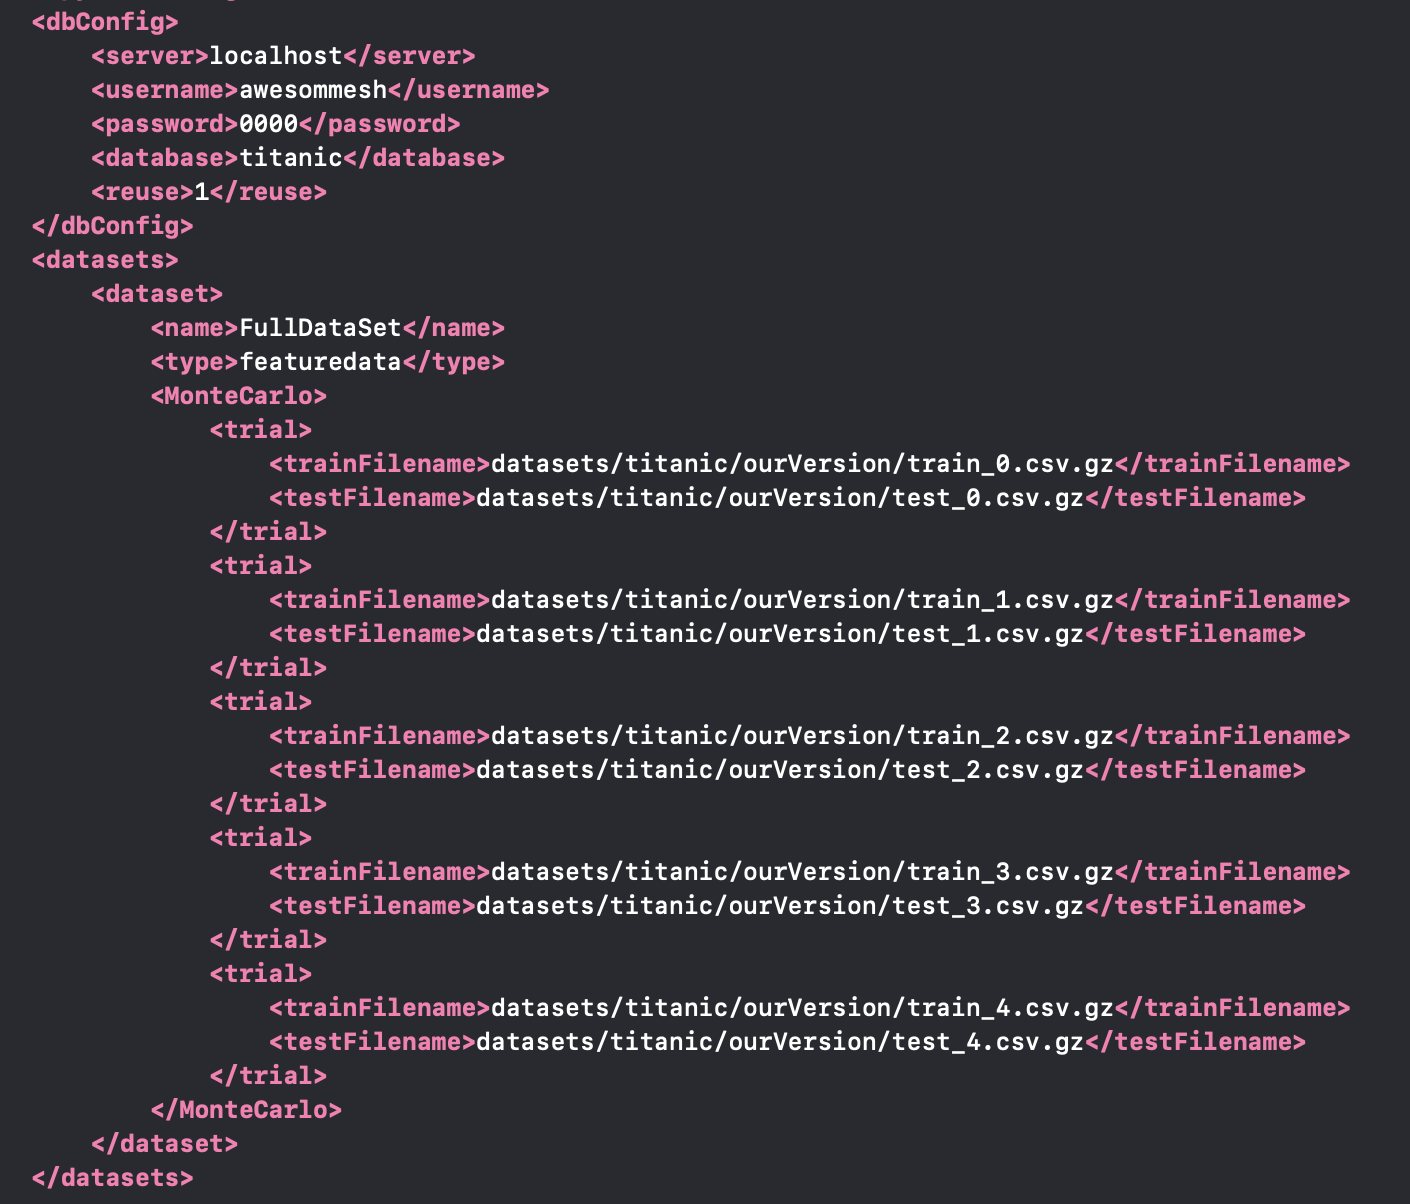 <dbConfig>
<server>localhost</server>
<username>awesommesh</username>
<password>0000</password>
<database>titanic</database>
<reuse>1</reuse>
</dbConfig>
<datasets>
<dataset>
<name>FullDataSet</name>
<type>featuredata</type>
<MonteCarlo>
<trial>
<trainFilename>datasets/titanic/ourVersion/train_0.csv.gz</trainFilename>
<testFilename>datasets/titanic/ourVersion/test_0.csv.gz</testFilename>
</trial>
<trial>
<trainFilename>datasets/titanic/ourVersion/train_1.csv.gz</trainFilename>
<testFilename>datasets/titanic/ourVersion/test_1.csv.gz</testFilename>
</trial>
<trial>
<trainFilename>datasets/titanic/ourVersion/train_2.csv.gz</trainFilename>
<testFilename>datasets/titanic/ourVersion/test_2.csv.gz</testFilename>
</trial>
<trial>
<trainFilename>datasets/titanic/ourVersion/train_3.csv.gz</trainFilename>
<testFilename>datasets/titanic/ourVersion/test_3.csv.gz</testFilename>
</trial>
<trial>
<trainFilename>datasets/titanic/ourVersion/train_4.csv.gz</trainFilename>
<testFilename>datasets/titanic/ourVersion/test_4.csv.gz</testFilename>
</trial>
</MonteCarlo>
</dataset>
</datasets>